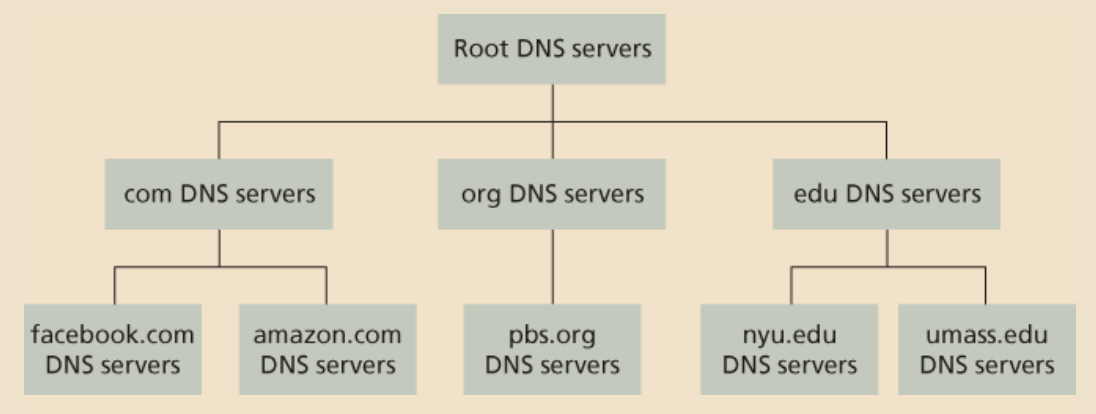 Root DNS servers
com DNS servers
org DNS servers
edu DNS servers
facebook.com
DNS servers
amazon.com
DNS servers
pbs.org
DNS servers
nyu.edu
DNS servers
umass.edu
DNS servers